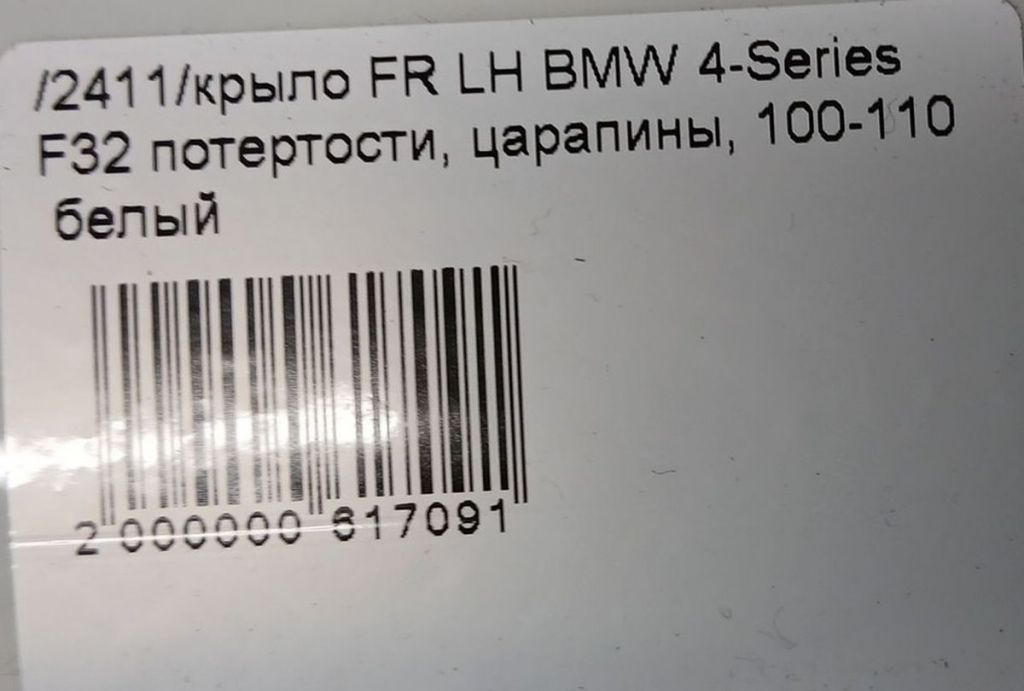 /2411/крыло FR LH BMW 4-Series
F32 потертости, царапины, 100-110
белый
2 000000 617091